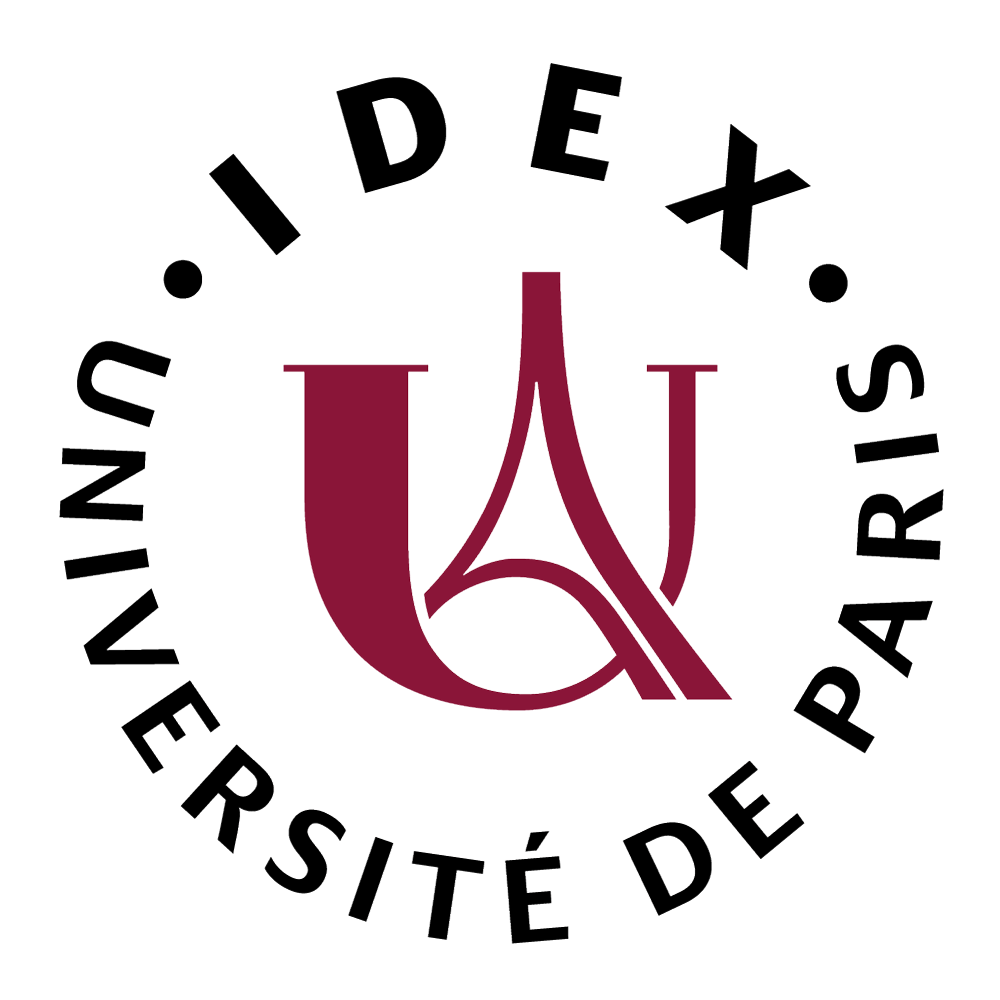 · IDEX ·
UNIVERSITÉ DE PARIS
U